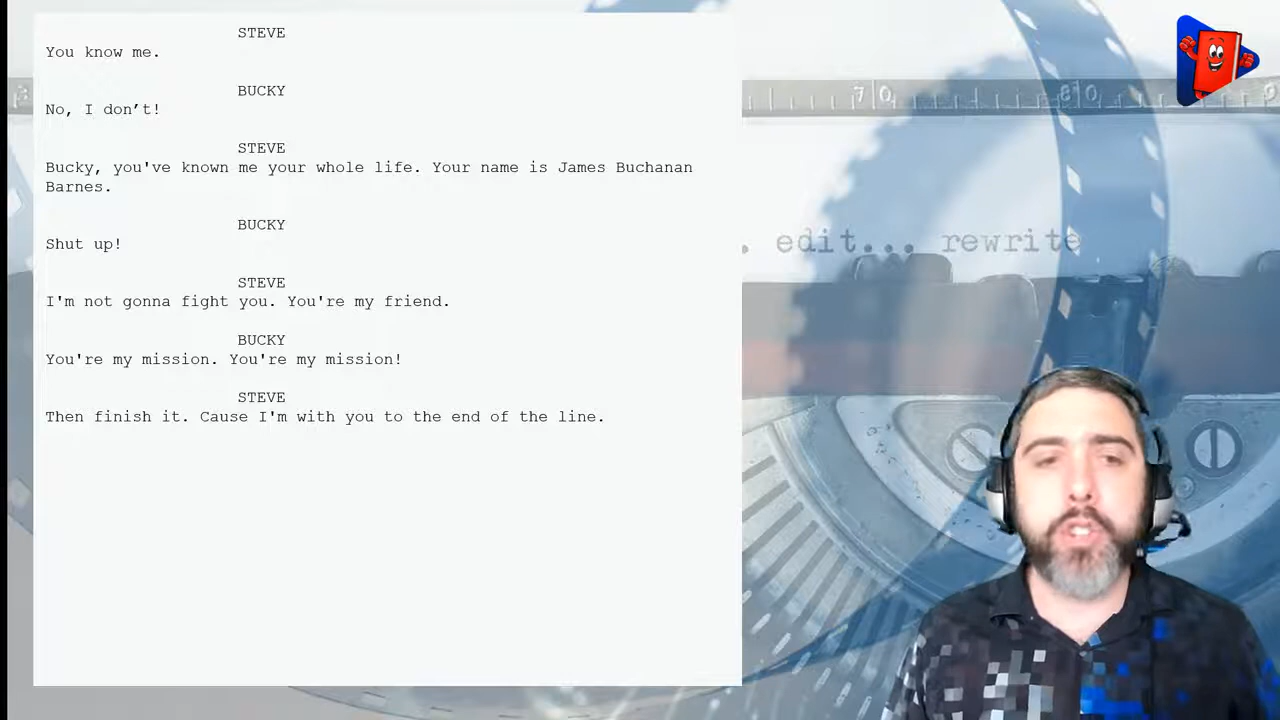 STEVE
You know me.
BUCKY
No, I don’t!
STEVE
Bucky, you've known me your whole life. Your name is James Buchanan
Barnes.
BUCKY
Shut up!
STEVE
I'm not gonna fight you. You're my friend.
BUCKY
You're my mission. You're my mission!
STEVE
Then finish it. Cause I'm with you to the end of the line.
70 80 9
. edit... rewrite